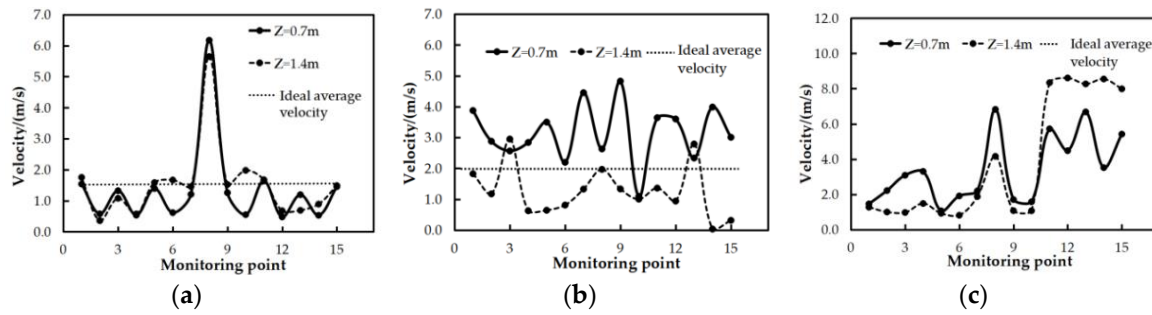 7.0
6.0
5.0
4.0
3.0
2.0
1.0
0.0
Velocity/(m/s)
Z=0.7m
Z=1.4m
Ideal average
velocity
0 3 6 9 12 15
Monitoring point
(a)
7.0
6.0
5.0
4.0
3.0
2.0
1.0
0.0
Velocity/(m/s)
Z=0.7m Z=1.4m Ideal average
velocity
0 3 6 9 12 15
Monitoring point
(b)
12.0
10.0
8.0
6.0
4.0
2.0
0.0
Velocity/(m/s)
Z=0.7m Z=1.4m Ideal average
velocity
0 3 6 9 12 15
Monitoring point
(c)